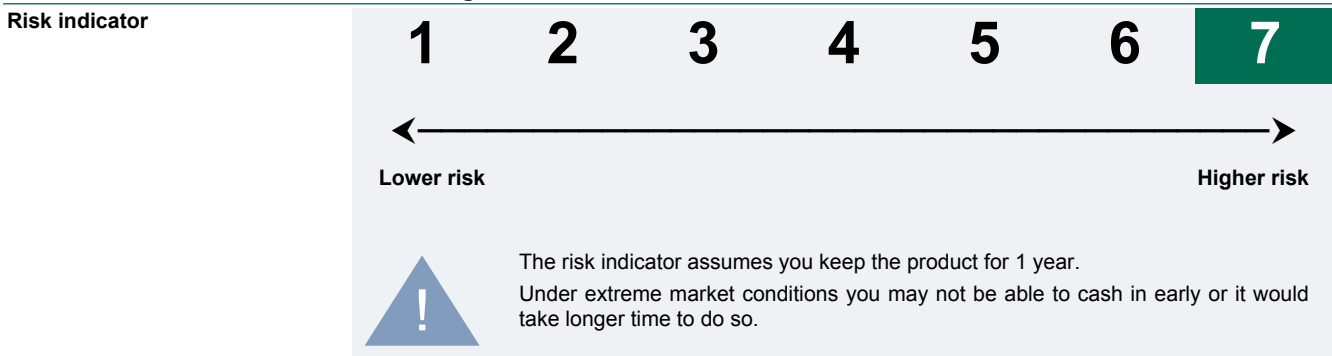 Risk indicator
1 2 3 4 5 6 7
Lower risk Higher risk
!
The risk indicator assumes you keep the product for 1 year.
Under extreme market conditions you may not be able to cash in early or it would
take longer time to do so.